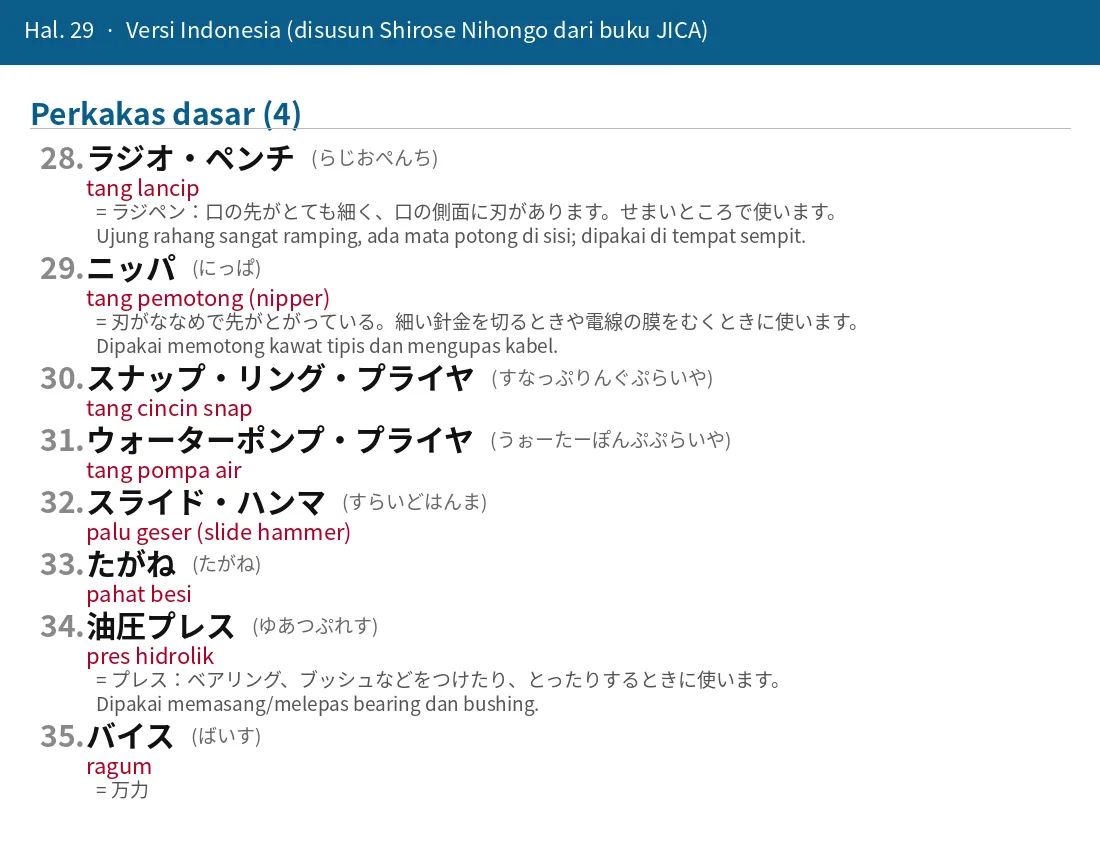 Hal. 29 · Versi Indonesia (disusun Shirose Nihongo dari buku JICA)
Perkakas dasar (4)
28. ラジオ・ペンチ (らじおぺんち)
tang lancip
= ラジペン：口の先がとても細く、口の側面に刃があります。せまいところで使います。
Ujung rahang sangat ramping, ada mata potong di sisi; dipakai di tempat sempit.
29. ニッパ (にっぱ)
tang pemotong (nipper)
= 刃がななめで先がとがっている。細い針金を切るときや電線の膜をむくときに使います。
Dipakai memotong kawat tipis dan mengupas kabel.
30. スナップ・リング・プライヤ (すなっぷりんぐぷらいや)
tang cincin snap
31. ウォーターポンプ・プライヤ (うぉーたーぽんぷぷらいや)
tang pompa air
32. スライド・ハンマ (すらいどはんま)
palu geser (slide hammer)
33. たがね (たがね)
pahat besi
34. 油圧プレス (ゆあつぷれす)
pres hidrolik
= プレス：ベアリング、ブッシュなどをつけたり、とったりするときに使います。
Dipakai memasang/melepas bearing dan bushing.
35. バイス (ばいす)
ragum
= 万力